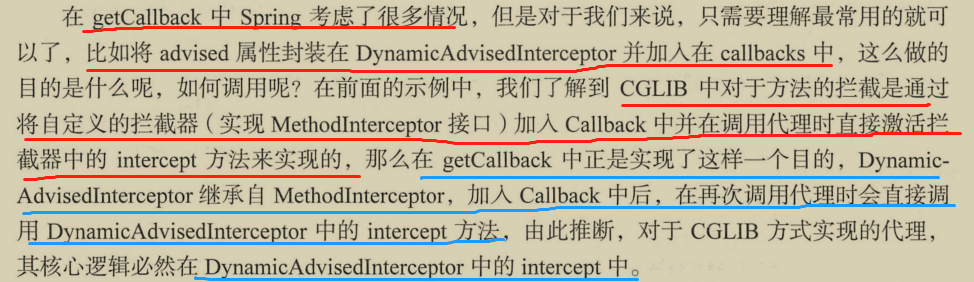 在 getCallback 中 Spring 考虑了很多情况，但是对于我们来说，只需要理解最常用的就可
以了，比如将 advised 属性封装在 DynamicAdvisedInterceptor 并加入在 callbacks 中，这么做的
目的是什么呢，如何调用呢？在前面的示例中，我们了解到 CGLIB 中对于方法的拦截是通过
将自定义的拦截器（实现 MethodInterceptor 接口）加入 Callback 中并在调用代理时直接激活拦
截器中的 intercept 方法来实现的，那么在 getCallback 中正是实现了这样一个目的，Dynamic-
AdvisedInterceptor 继承自 MethodInterceptor，加入 Callback 中后，在再次调用代理时会直接调
用 DynamicAdvisedInterceptor 中的 intercept 方法，由此推断，对于 CGLIB 方式实现的代理，
其核心逻辑必然在 DynamicAdvisedInterceptor 中的 intercept 中。